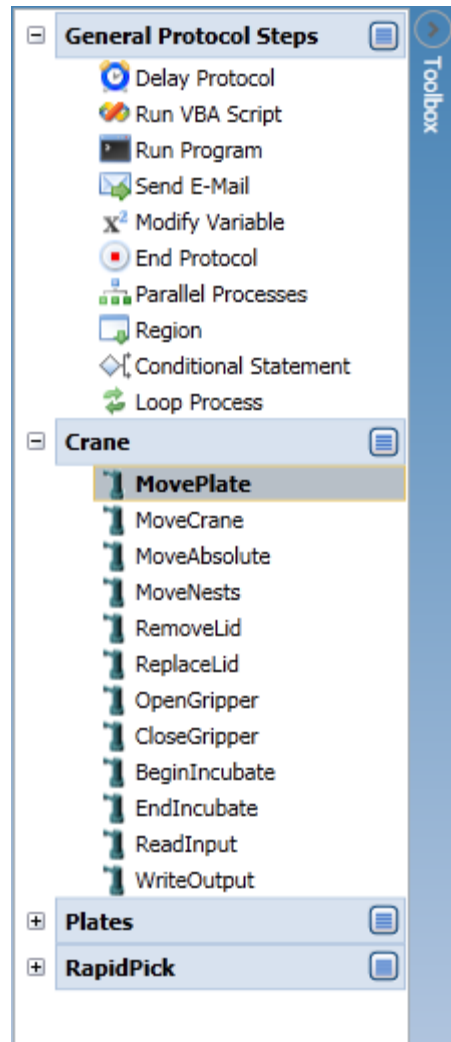 General Protocol Steps
Toolbox
Delay Protocol
Run VBA Script
Run Program
Send E-Mail
x² Modify Variable
End Protocol
Parallel Processes
Region
Conditional Statement
Loop Process
Crane
MovePlate
MoveCrane
MoveAbsolute
MoveNests
RemoveLid
ReplaceLid
OpenGripper
CloseGripper
BeginIncubate
EndIncubate
ReadInput
WriteOutput
Plates
RapidPick